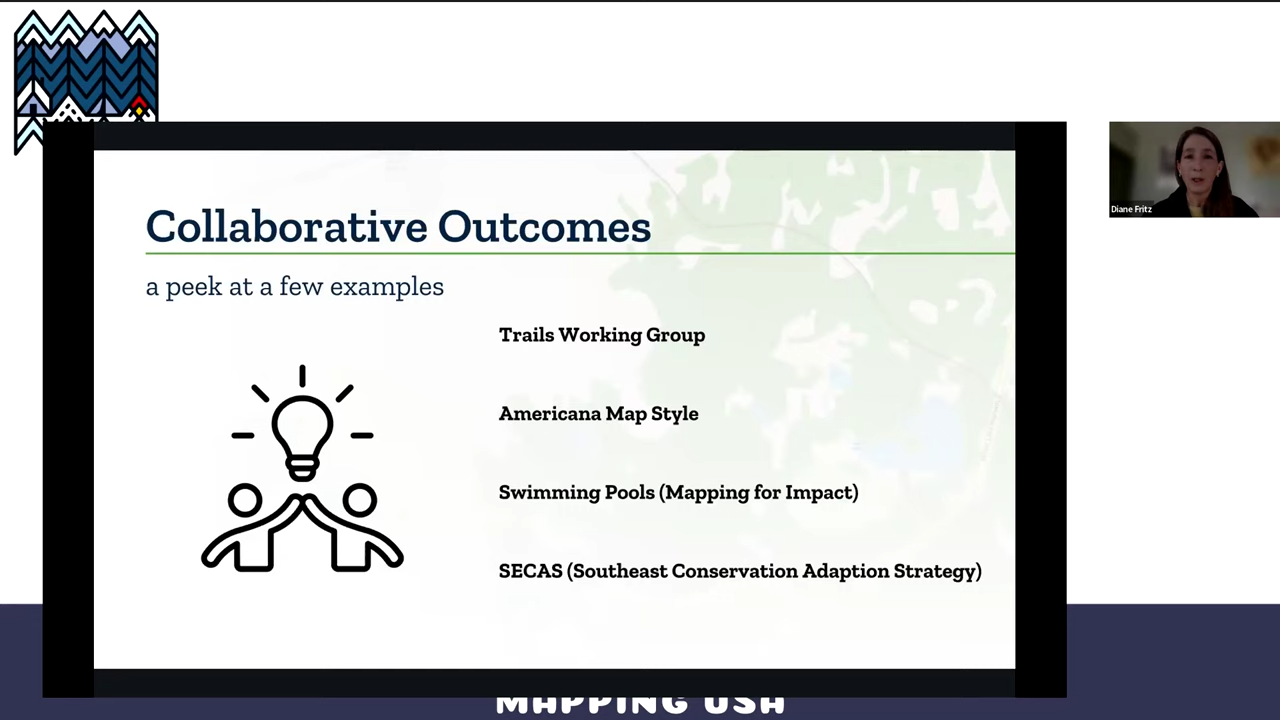 Collaborative Outcomes
a peek at a few examples
Trails Working Group
Americana Map Style
Swimming Pools (Mapping for Impact)
SECAS (Southeast Conservation Adaption Strategy)
Diane Fritz
MAPPING USA